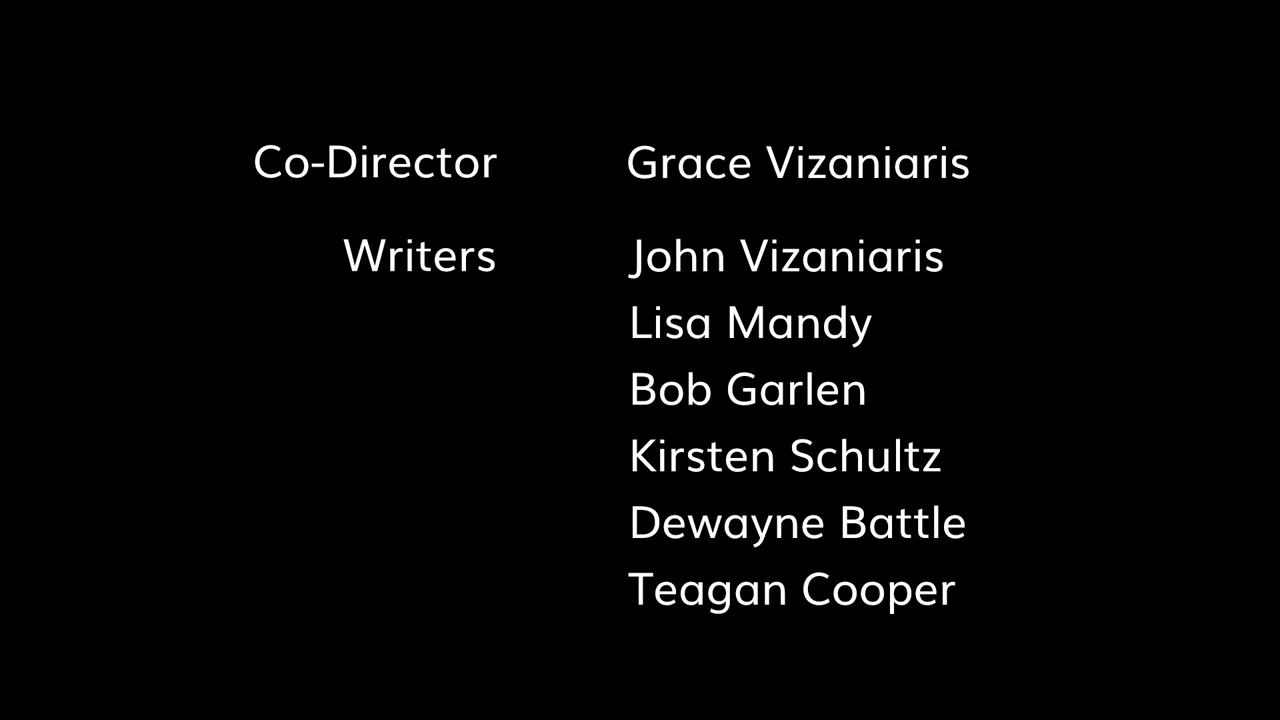 Co-Director Grace Vizaniaris
Writers John Vizaniaris
Lisa Mandy
Bob Garlen
Kirsten Schultz
Dewayne Battle
Teagan Cooper